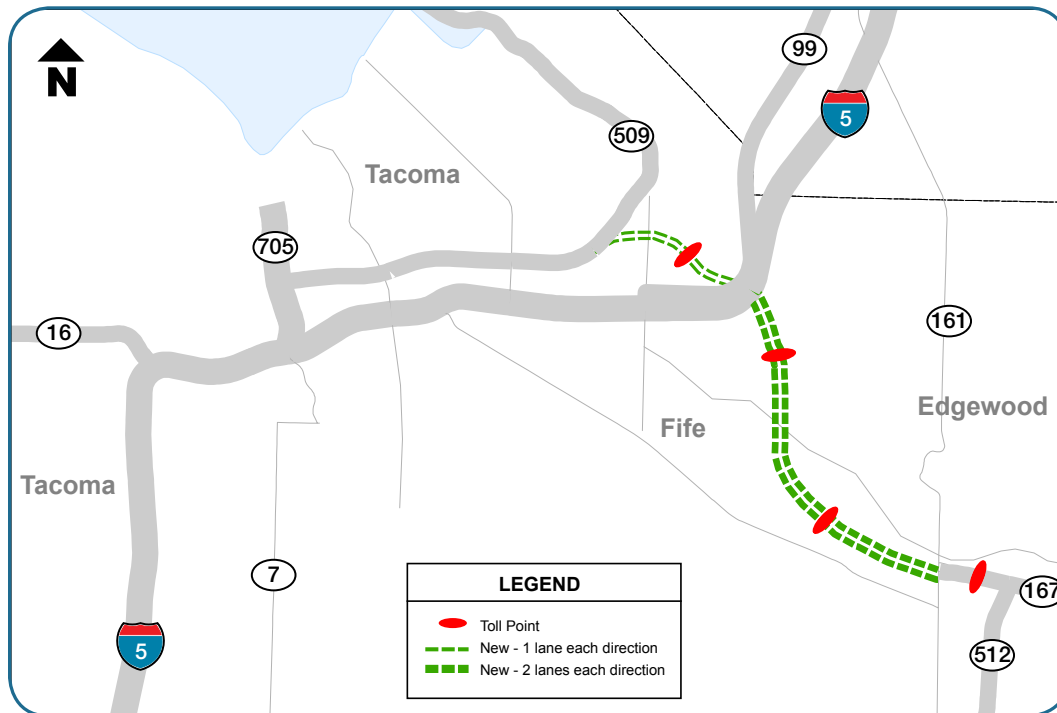 N
99
5
509
Tacoma
705
16
161
Edgewood
Fife
Tacoma
7
167
5
512
LEGEND
Toll Point
New - 1 lane each direction
New - 2 lanes each direction